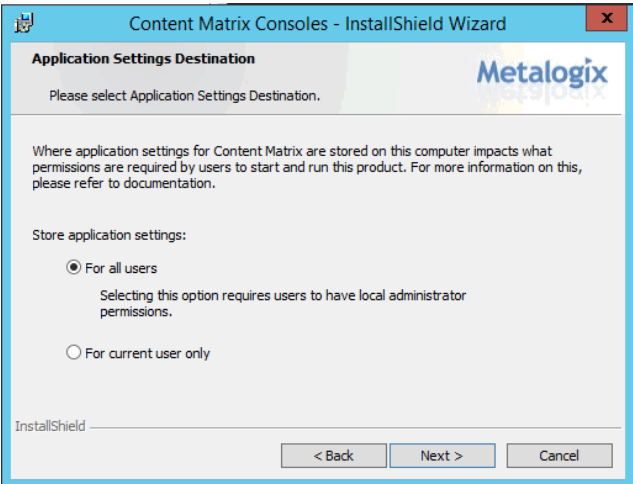 Content Matrix Consoles - InstallShield Wizard
x
Application Settings Destination
Metalogix
Please select Application Settings Destination.
Where application settings for Content Matrix are stored on this computer impacts what
permissions are required by users to start and run this product. For more information on this,
please refer to documentation.
Store application settings:
For all users
Selecting this option requires users to have local administrator
permissions.
For current user only
InstallShield
< Back
Next >
Cancel